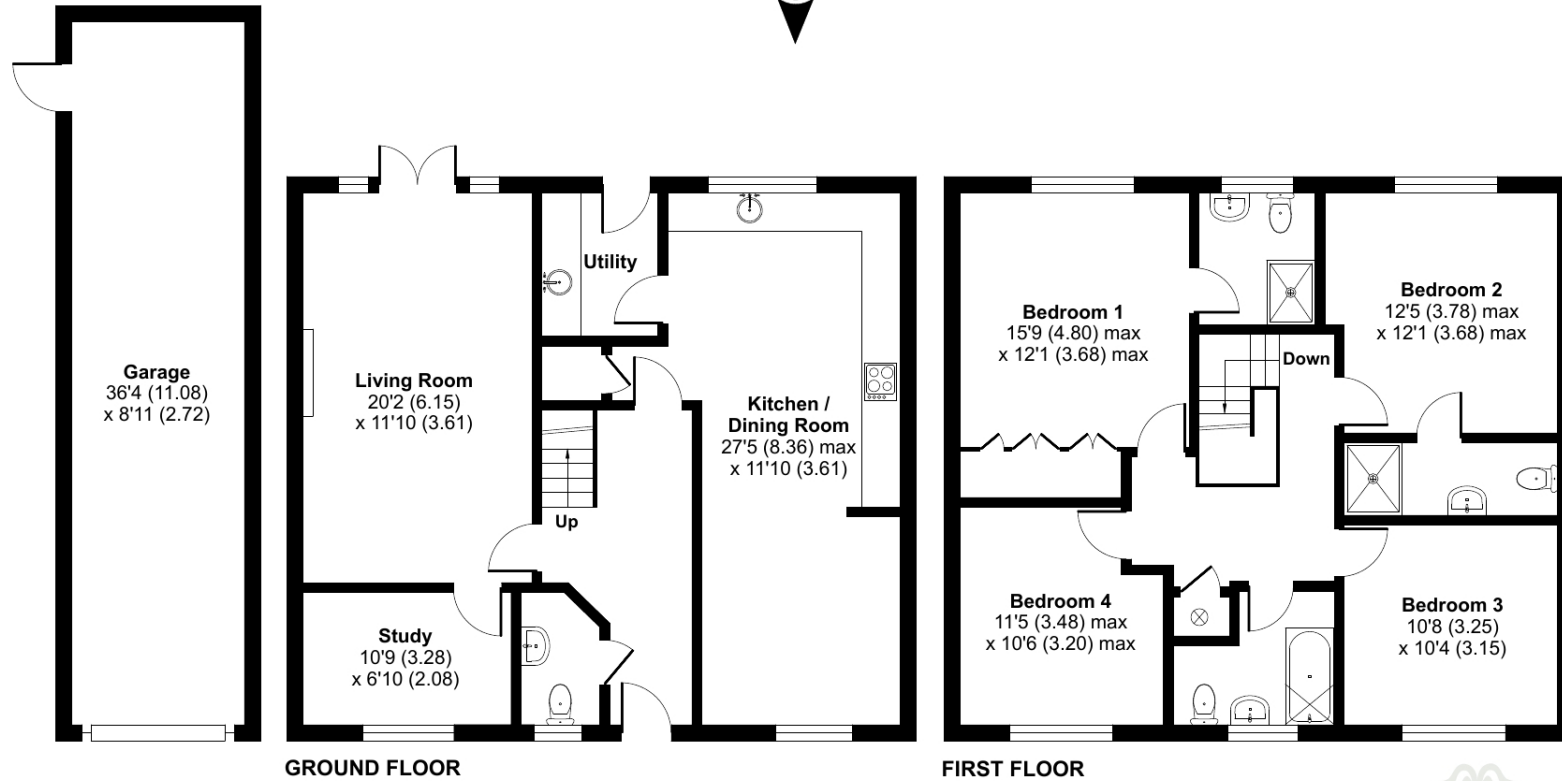 Garage
36'4 (11.08)
x 8'11 (2.72)
Living Room
20'2 (6.15)
x 11'10 (3.61)
Utility
Kitchen /
Dining Room
27'5 (8.36) max
x 11'10 (3.61)
Up
Study
10'9 (3.28)
x 6'10 (2.08)
GROUND FLOOR
Bedroom 1
15'9 (4.80) max
x 12'1 (3.68) max
Down
Bedroom 2
12'5 (3.78) max
x 12'1 (3.68) max
Bedroom 4
11'5 (3.48) max
x 10'6 (3.20) max
Bedroom 3
10'8 (3.25)
x 10'4 (3.15)
FIRST FLOOR